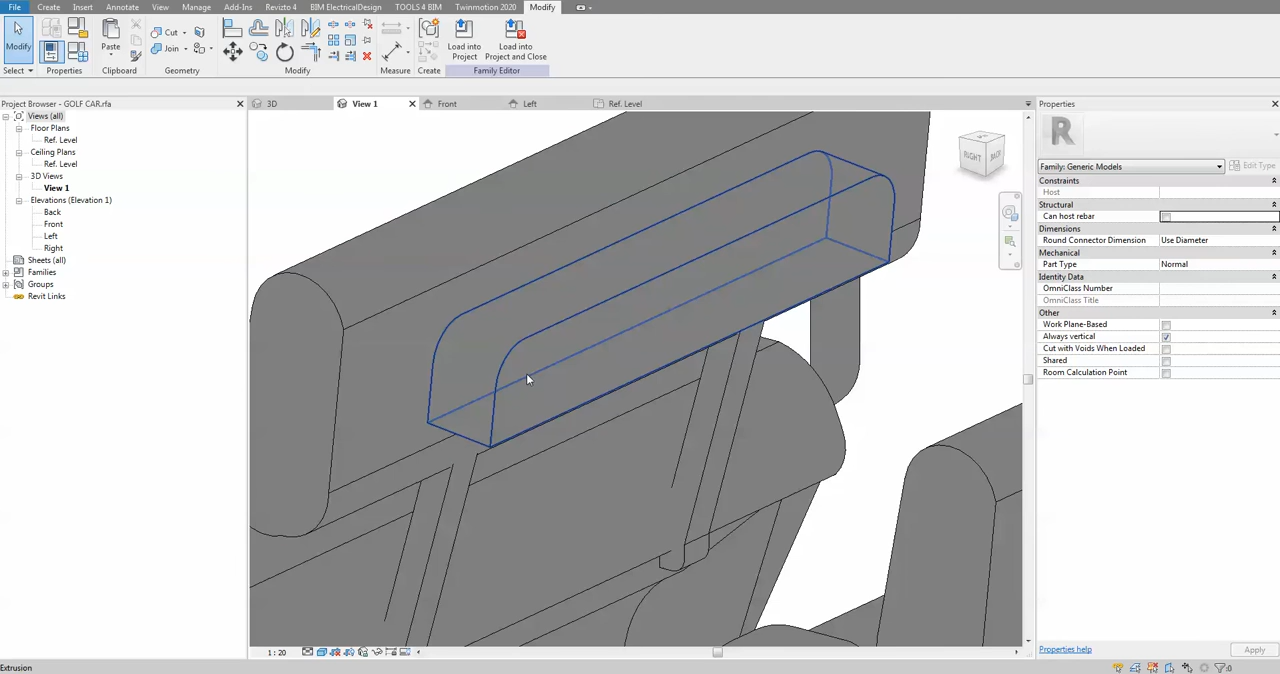 File Create Insert Annotate View Manage Add-Ins Revizto 4 BIM ElectricalDesign TOOLS 4 BIM Twinmotion 2020 Modify
Modify
Paste
Cut
Join
Load into
Project
Load into
Project and Close
Select Properties Clipboard Geometry Modify Measure Create Family Editor
Project Browser - GOLF CAR.rfa
3D View 1 Front Left Ref. Level
Properties
Views (all)
Floor Plans
Ref. Level
Ceiling Plans
Ref. Level
3D Views
View 1
Elevations (Elevation 1)
Back
Front
Left
Right
Sheets (all)
Families
Groups
Revit Links
RIGHT BACK
R
Family: Generic Models
Edit Type
Constraints
Host
Structural
Can host rebar
Dimensions
Round Connector Dimension Use Diameter
Mechanical
Part Type Normal
Identity Data
OmniClass Number
OmniClass Title
Other
Work Plane-Based
Always vertical
Cut with Voids When Loaded
Shared
Room Calculation Point
Properties help
Apply
1 : 20
Extrusion
:0